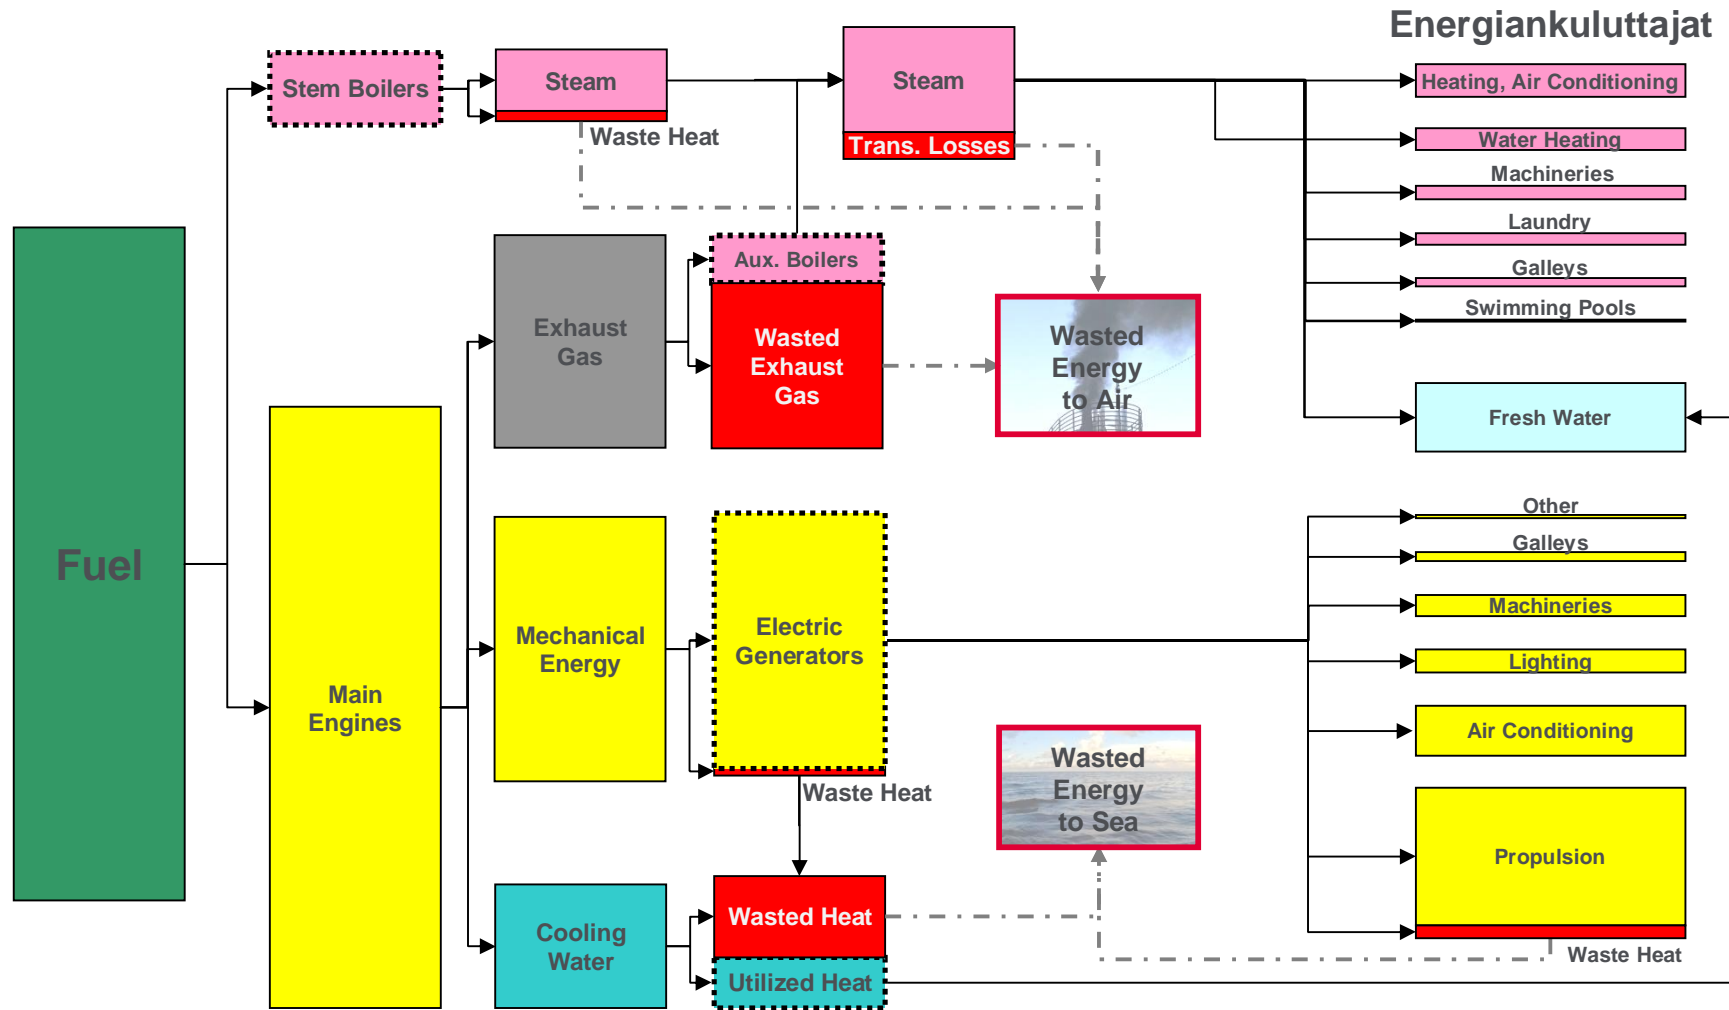 Energiankuluttajat
Stem Boilers
Steam
Waste Heat
Steam
Trans. Losses
Heating, Air Conditioning
Water Heating
Machineries
Laundry
Galleys
Swimming Pools
Fresh Water
Fuel
Exhaust
Gas
Aux. Boilers
Wasted
Exhaust
Gas
Wasted
Energy
to Air
Main
Engines
Mechanical
Energy
Electric
Generators
Waste Heat
Other
Galleys
Machineries
Lighting
Air Conditioning
Propulsion
Waste Heat
Wasted
Energy
to Sea
Cooling
Water
Wasted Heat
Utilized Heat